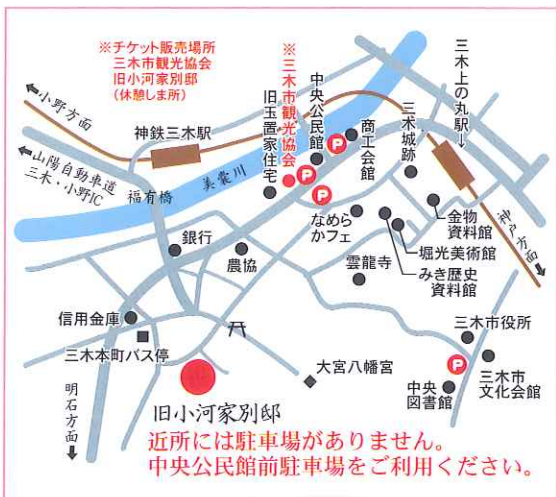 ※チケット販売場所
三木市観光協会
旧小河家別邸
(休憩しま所)
小野方面
神鉄三木駅
山陽自動車道
三木・小野IC
福有橋
美嚢川
旧玉置家住宅
※三木市観光協会
中央公民館
P
P
P
商工会館
三木城跡
三木上の丸駅
神戸方面
なめらカフェ
金物
資料館
堀光美術館
みき歴史
資料館
雲龍寺
銀行
農協
信用金庫
三木本町バス停
明石方面
大宮八幡宮
三木市役所
P
三木市
文化会館
中央
図書館
旧小河家別邸
近所には駐車場がありません。
中央公民館前駐車場をご利用ください。